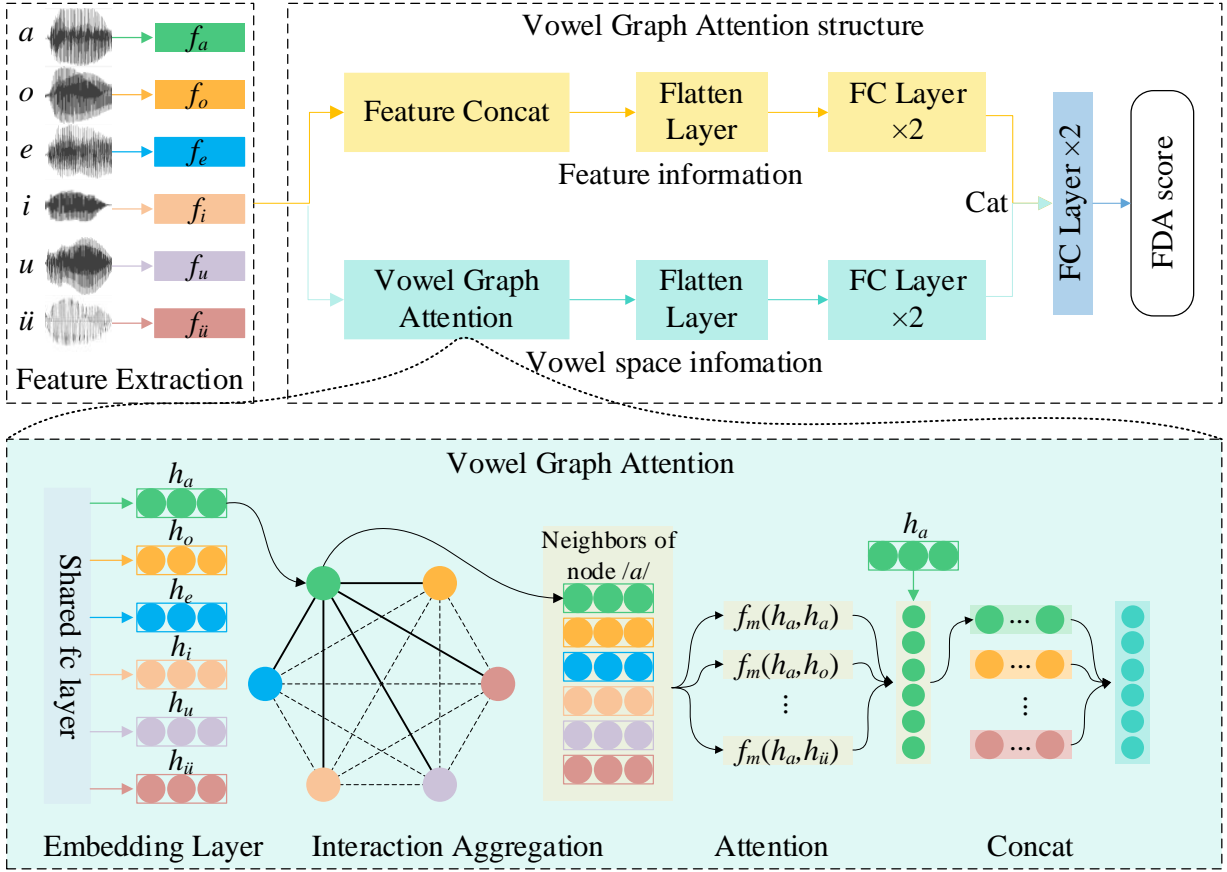 a
f_a
o
f_o
e
f_e
i
f_i
u
f_u
ü
f_ü
Feature Extraction
Vowel Graph Attention structure
Feature Concat
Flatten
Layer
FC Layer
×2
Feature information
Vowel Graph
Attention
Flatten
Layer
FC Layer
×2
Vowel space infomation
Cat
FC Layer ×2
FDA score
Vowel Graph Attention
Shared fc layer
h_a
h_o
h_e
h_i
h_u
h_ü
Embedding Layer
Interaction Aggregation
Neighbors of
node /a/
f_m(h_a,h_a)
f_m(h_a,h_o)
⋮
f_m(h_a,h_ü)
Attention
h_a
...
...
⋮
...
Concat